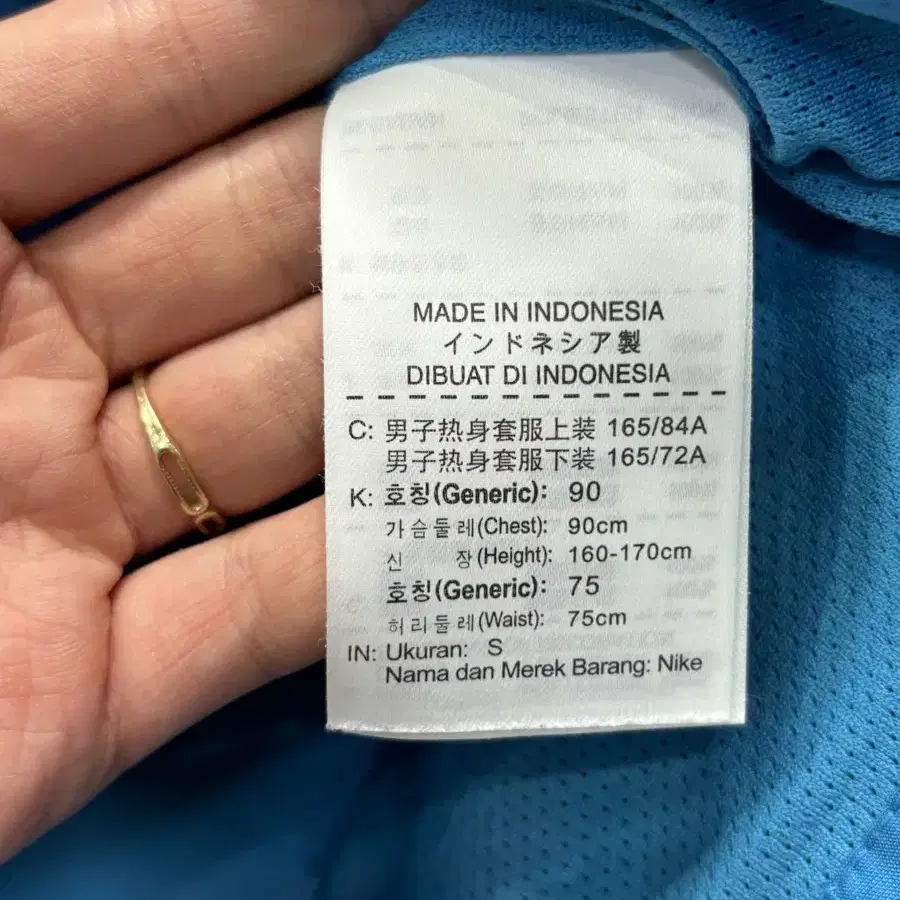 MADE IN INDONESIA
インドネシア製
DIBUAT DI INDONESIA
C: 男子热身套服上装 165/84A
男子热身套服下装 165/72A
K: 호칭(Generic): 90
가슴둘레(Chest): 90cm
신 장(Height): 160-170cm
호칭(Generic): 75
허리둘레(Waist): 75cm
IN: Ukuran: S
Nama dan Merek Barang: Nike